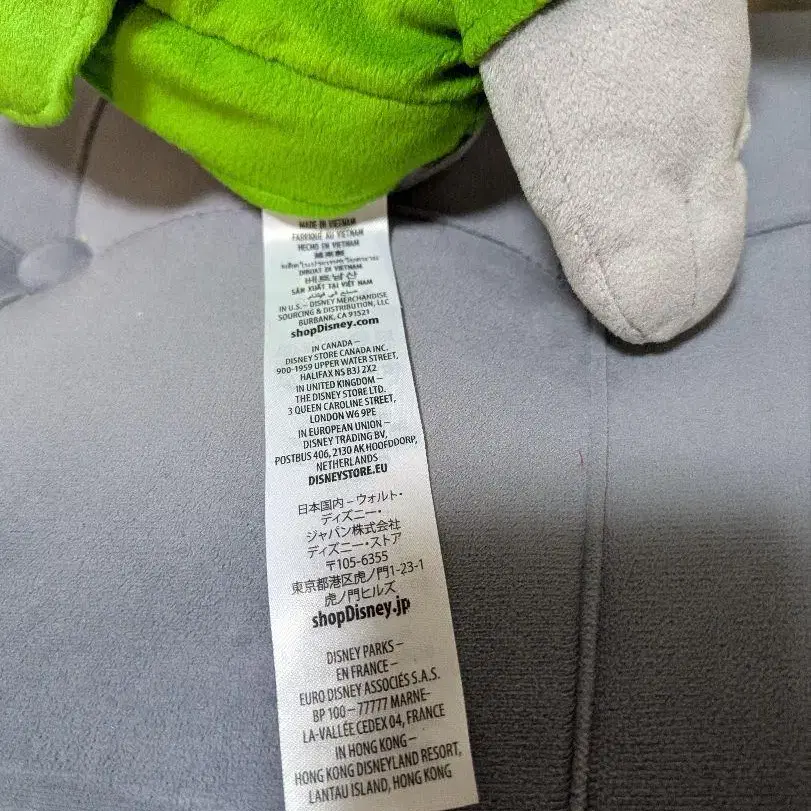 MADE IN VIETNAM
FABRIQUÉ AU VIETNAM
HECHO EN VIETNAM
DIBUAT DI VIETNAM
SẢN XUẤT TẠI VIỆT NAM
IN U.S. – DISNEY MERCHANDISE
SOURCING & DISTRIBUTION, LLC
BURBANK, CA 91521
shopDisney.com
IN CANADA –
DISNEY STORE CANADA INC.
900-1959 UPPER WATER STREET,
HALIFAX NS B3J 2X2
IN UNITED KINGDOM –
THE DISNEY STORE LTD.
3 QUEEN CAROLINE STREET,
LONDON W6 9PE
IN EUROPEAN UNION –
DISNEY TRADING BV,
POSTBUS 406, 2130 AK HOOFDDORP,
NETHERLANDS
DISNEYSTORE.EU
日本国内 – ウォルト・
ディズニー・
ジャパン株式会社
ディズニー・ストア
〒105-6355
東京都港区虎ノ門1-23-1
虎ノ門ヒルズ
shopDisney.jp
DISNEY PARKS –
EN FRANCE –
EURO DISNEY ASSOCIÉS S.A.S.
BP 100 – 77777 MARNE-
LA-VALLÉE CEDEX 04, FRANCE
IN HONG KONG –
HONG KONG DISNEYLAND RESORT,
LANTAU ISLAND, HONG KONG